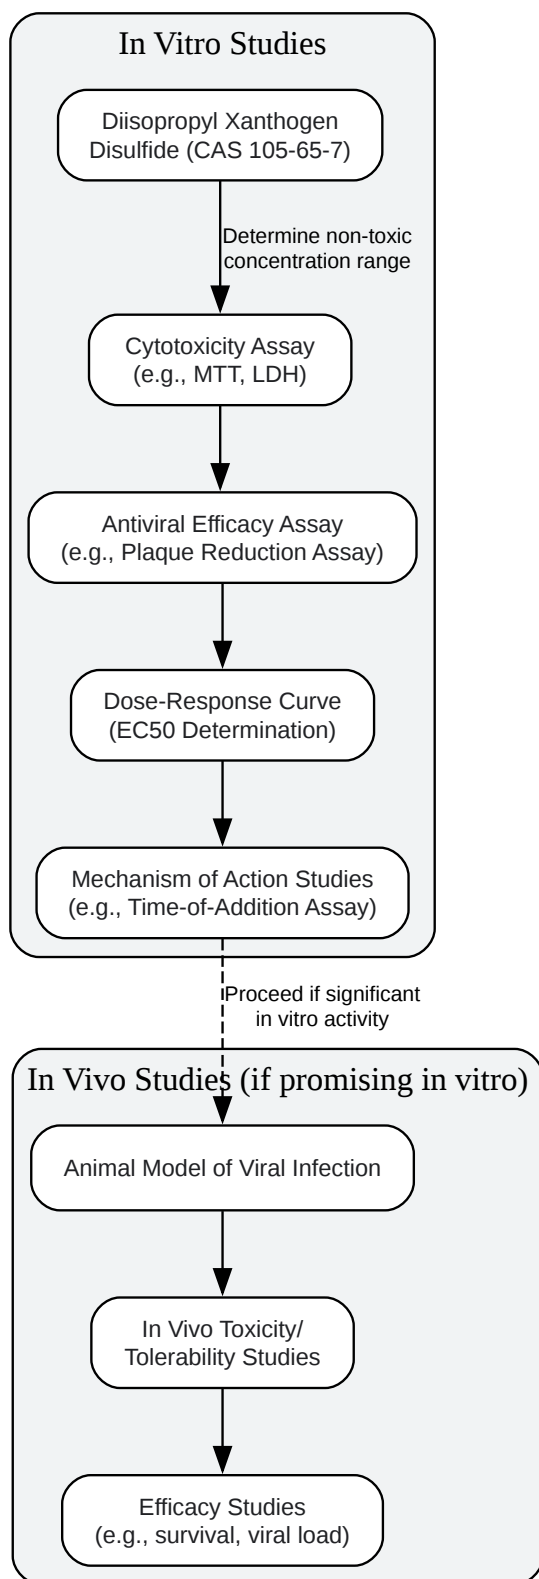 In Vitro Studies
Diisopropyl Xanthogen
Disulfide (CAS 105-65-7)
Determine non-toxic
concentration range
Cytotoxicity Assay
(e.g., MTT, LDH)
Antiviral Efficacy Assay
(e.g., Plaque Reduction Assay)
Dose-Response Curve
(EC50 Determination)
Mechanism of Action Studies
(e.g., Time-of-Addition Assay)
Proceed if significant
in vitro activity
In Vivo Studies (if promising in vitro)
Animal Model of Viral Infection
In Vivo Toxicity/
Tolerability Studies
Efficacy Studies
(e.g., survival, viral load)